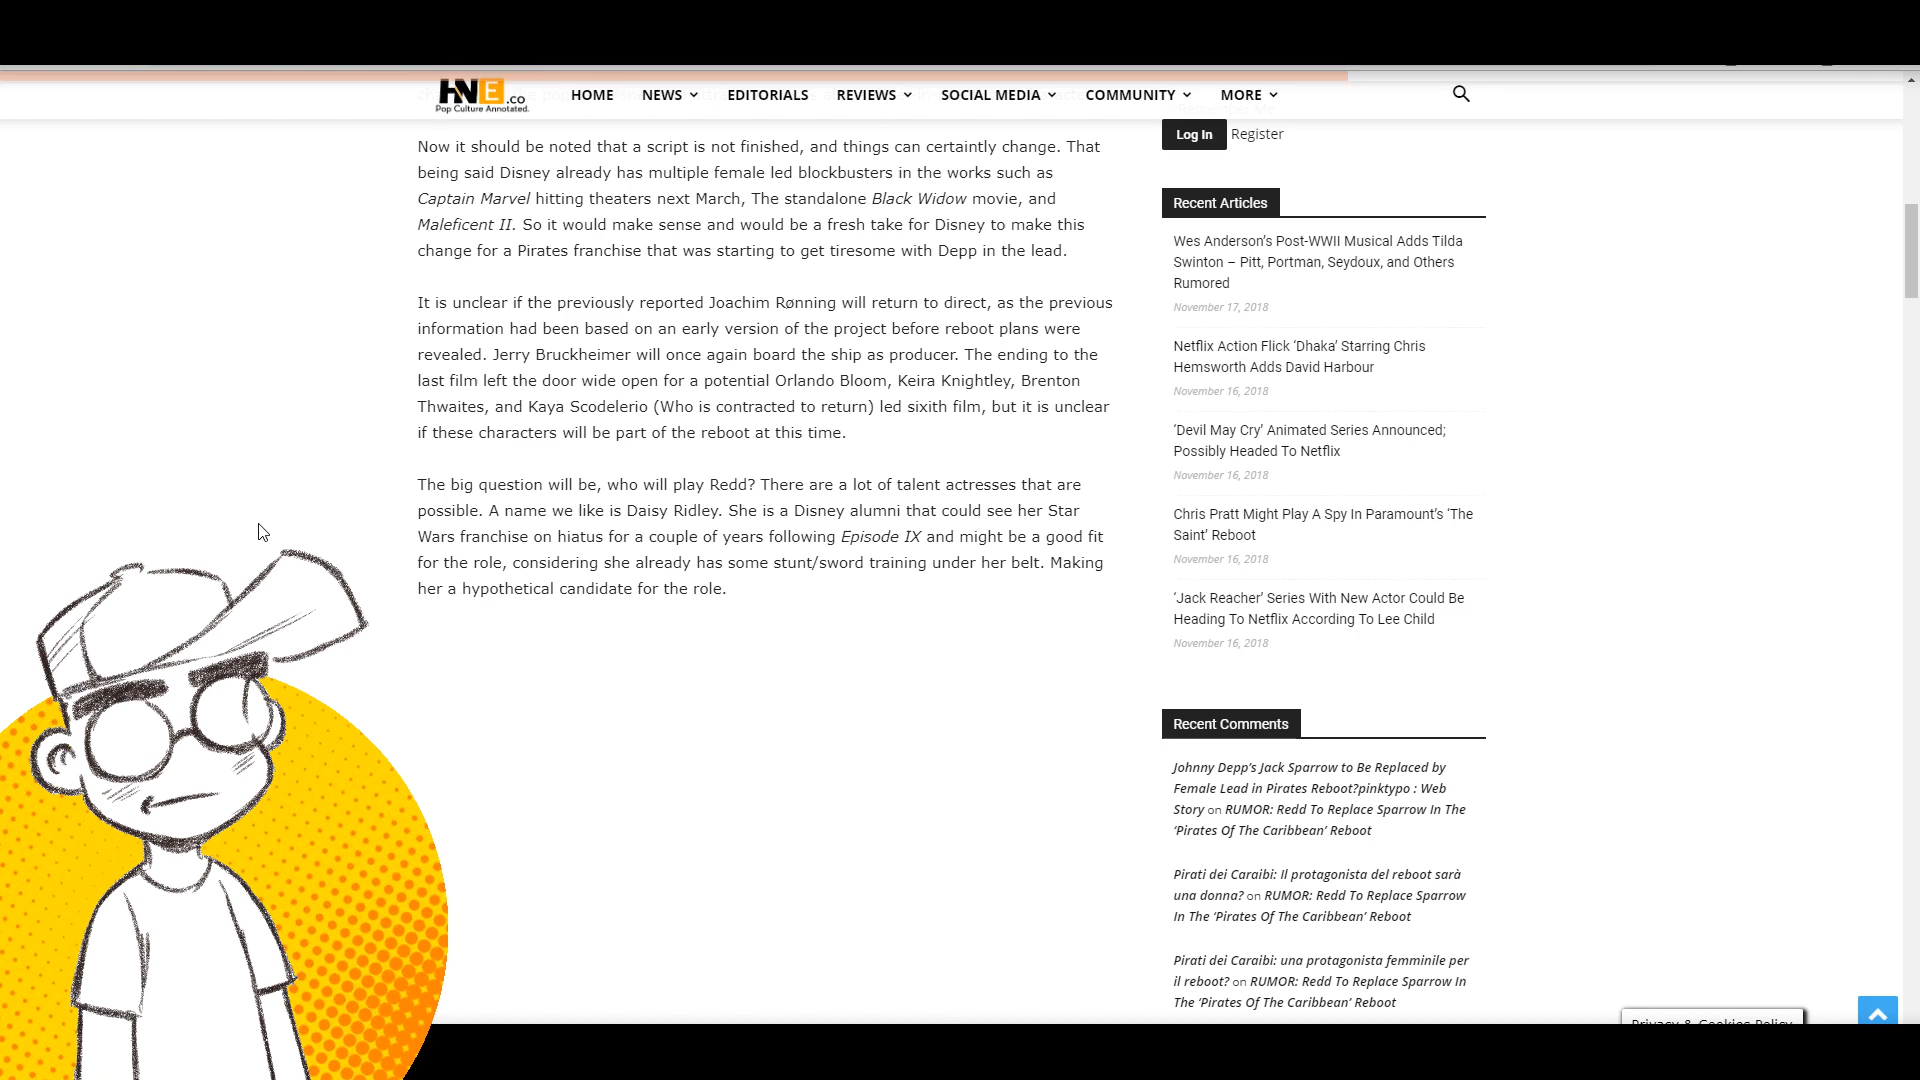 HNE.co
Pop Culture Annotated.
HOME
NEWS
EDITORIALS
REVIEWS
SOCIAL MEDIA
COMMUNITY
MORE
Now it should be noted that a script is not finished, and things can certaintly change. That
being said Disney already has multiple female led blockbusters in the works such as
Captain Marvel hitting theaters next March, The standalone Black Widow movie, and
Maleficent II. So it would make sense and would be a fresh take for Disney to make this
change for a Pirates franchise that was starting to get tiresome with Depp in the lead.
It is unclear if the previously reported Joachim Rønning will return to direct, as the previous
information had been based on an early version of the project before reboot plans were
revealed. Jerry Bruckheimer will once again board the ship as producer. The ending to the
last film left the door wide open for a potential Orlando Bloom, Keira Knightley, Brenton
Thwaites, and Kaya Scodelerio (Who is contracted to return) led sixith film, but it is unclear
if these characters will be part of the reboot at this time.
The big question will be, who will play Redd? There are a lot of talent actresses that are
possible. A name we like is Daisy Ridley. She is a Disney alumni that could see her Star
Wars franchise on hiatus for a couple of years following Episode IX and might be a good fit
for the role, considering she already has some stunt/sword training under her belt. Making
her a hypothetical candidate for the role.
Remember Me
Log In Register
Recent Articles
Wes Anderson’s Post-WWII Musical Adds Tilda
Swinton – Pitt, Portman, Seydoux, and Others
Rumored
November 17, 2018
Netflix Action Flick ‘Dhaka’ Starring Chris
Hemsworth Adds David Harbour
November 16, 2018
‘Devil May Cry’ Animated Series Announced;
Possibly Headed To Netflix
November 16, 2018
Chris Pratt Might Play A Spy In Paramount’s ‘The
Saint’ Reboot
November 16, 2018
‘Jack Reacher’ Series With New Actor Could Be
Heading To Netflix According To Lee Child
November 16, 2018
Recent Comments
Johnny Depp’s Jack Sparrow to Be Replaced by
Female Lead in Pirates Reboot?pinktypo : Web
Story on RUMOR: Redd To Replace Sparrow In The
‘Pirates Of The Caribbean’ Reboot
Pirati dei Caraibi: Il protagonista del reboot sarà
una donna? on RUMOR: Redd To Replace Sparrow
In The ‘Pirates Of The Caribbean’ Reboot
Pirati dei Caraibi: una protagonista femminile per
il reboot? on RUMOR: Redd To Replace Sparrow In
The ‘Pirates Of The Caribbean’ Reboot
Privacy & Cookies Policy